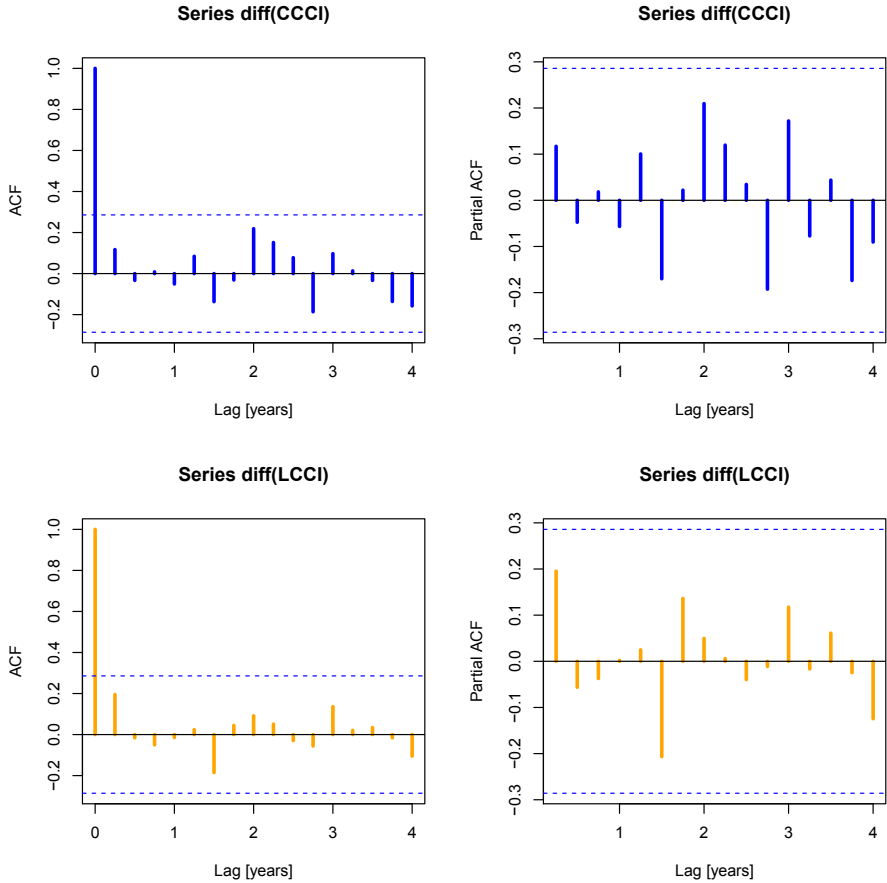 Series diff(CCCI)
ACF
1.0
0.8
0.6
0.4
0.2
0.0
−0.2
0 1 2 3 4
Lag [years]
Series diff(CCCI)
Partial ACF
0.3
0.2
0.1
0.0
−0.1
−0.2
−0.3
1 2 3 4
Lag [years]
Series diff(LCCI)
ACF
1.0
0.8
0.6
0.4
0.2
0.0
−0.2
0 1 2 3 4
Lag [years]
Series diff(LCCI)
Partial ACF
0.3
0.2
0.1
0.0
−0.1
−0.2
−0.3
1 2 3 4
Lag [years]